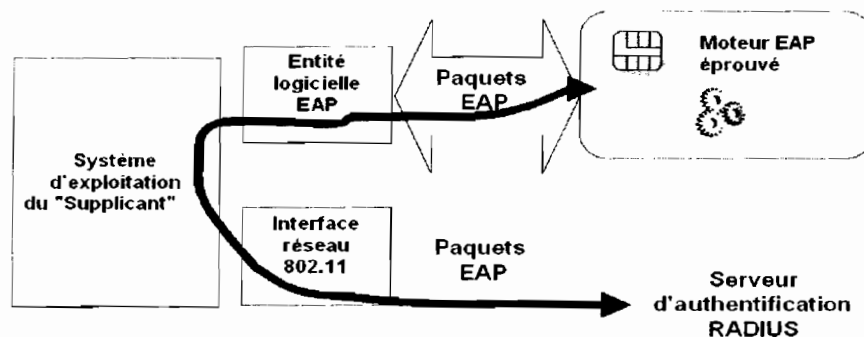 Entité
logicielle
EAP
Paquets
EAP
Moteur EAP
éprouvé
Système
d'exploitation
du "Supplicant"
Interface
réseau
802.11
Paquets
EAP
Serveur
d'authentification
RADIUS